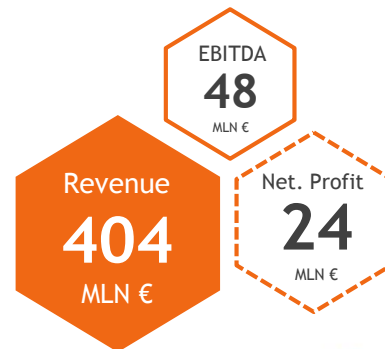 EBITDA
48
MLN €
Revenue
404
MLN €
Net. Profit
24
MLN €